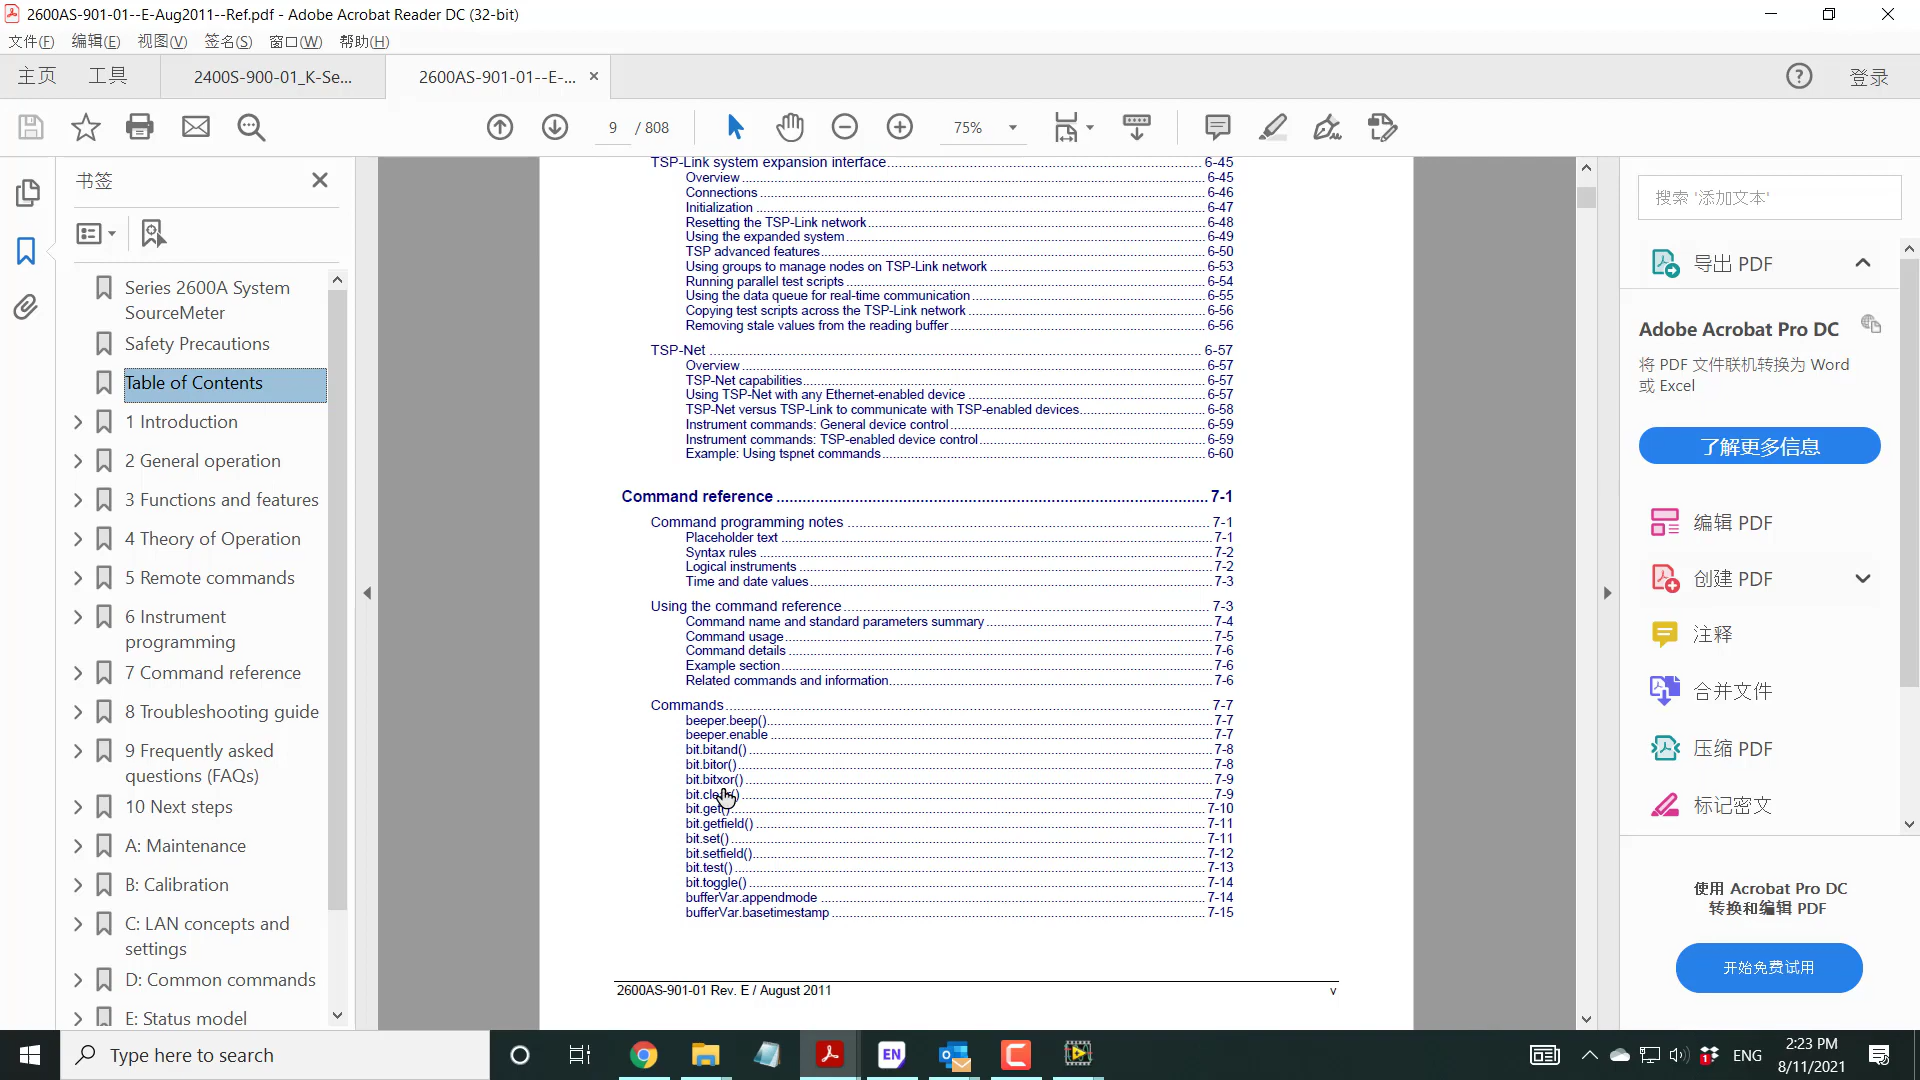 2600AS-901-01--E-Aug2011--Ref.pdf - Adobe Acrobat Reader DC (32-bit)
文件(F) 编辑(E) 视图(V) 签名(S) 窗口(W) 帮助(H)
主页 工具 2400S-900-01_K-Se... 2600AS-901-01--E-... 登录
9 / 808 75%
书签
Series 2600A System
SourceMeter
Safety Precautions
Table of Contents
1 Introduction
2 General operation
3 Functions and features
4 Theory of Operation
5 Remote commands
6 Instrument
programming
7 Command reference
8 Troubleshooting guide
9 Frequently asked
questions (FAQs)
10 Next steps
A: Maintenance
B: Calibration
C: LAN concepts and
settings
D: Common commands
E: Status model
TSP-Link system expansion interface 6-45
Overview 6-45
Connections 6-46
Initialization 6-47
Resetting the TSP-Link network 6-48
Using the expanded system 6-49
TSP advanced features 6-50
Using groups to manage nodes on TSP-Link network 6-53
Running parallel test scripts 6-54
Using the data queue for real-time communication 6-55
Copying test scripts across the TSP-Link network 6-56
Removing stale values from the reading buffer 6-56
TSP-Net 6-57
Overview 6-57
TSP-Net capabilities 6-57
Using TSP-Net with any Ethernet-enabled device 6-57
TSP-Net versus TSP-Link to communicate with TSP-enabled devices 6-58
Instrument commands: General device control 6-59
Instrument commands: TSP-enabled device control 6-59
Example: Using tspnet commands 6-60
Command reference 7-1
Command programming notes 7-1
Placeholder text 7-1
Syntax rules 7-2
Logical instruments 7-2
Time and date values 7-3
Using the command reference 7-3
Command name and standard parameters summary 7-4
Command usage 7-5
Command details 7-6
Example section 7-6
Related commands and information 7-6
Commands 7-7
beeper.beep() 7-7
beeper.enable 7-7
bit.bitand() 7-8
bit.bitor() 7-8
bit.bitxor() 7-9
7-9
bit.get() 7-10
bit.getfield() 7-11
bit.set() 7-11
bit.setfield() 7-12
bit.test() 7-13
bit.toggle() 7-14
bufferVar.appendmode 7-14
bufferVar.basetimestamp 7-15
2600AS-901-01 Rev. E / August 2011 v
搜索 '添加文本'
导出 PDF
Adobe Acrobat Pro DC
将 PDF 文件联机转换为 Word
或 Excel
了解更多信息
编辑 PDF
创建 PDF
注释
合并文件
压缩 PDF
标记密文
使用 Acrobat Pro DC
转换和编辑 PDF
开始免费试用
Type here to search
EN
ENG
2:23 PM
8/11/2021